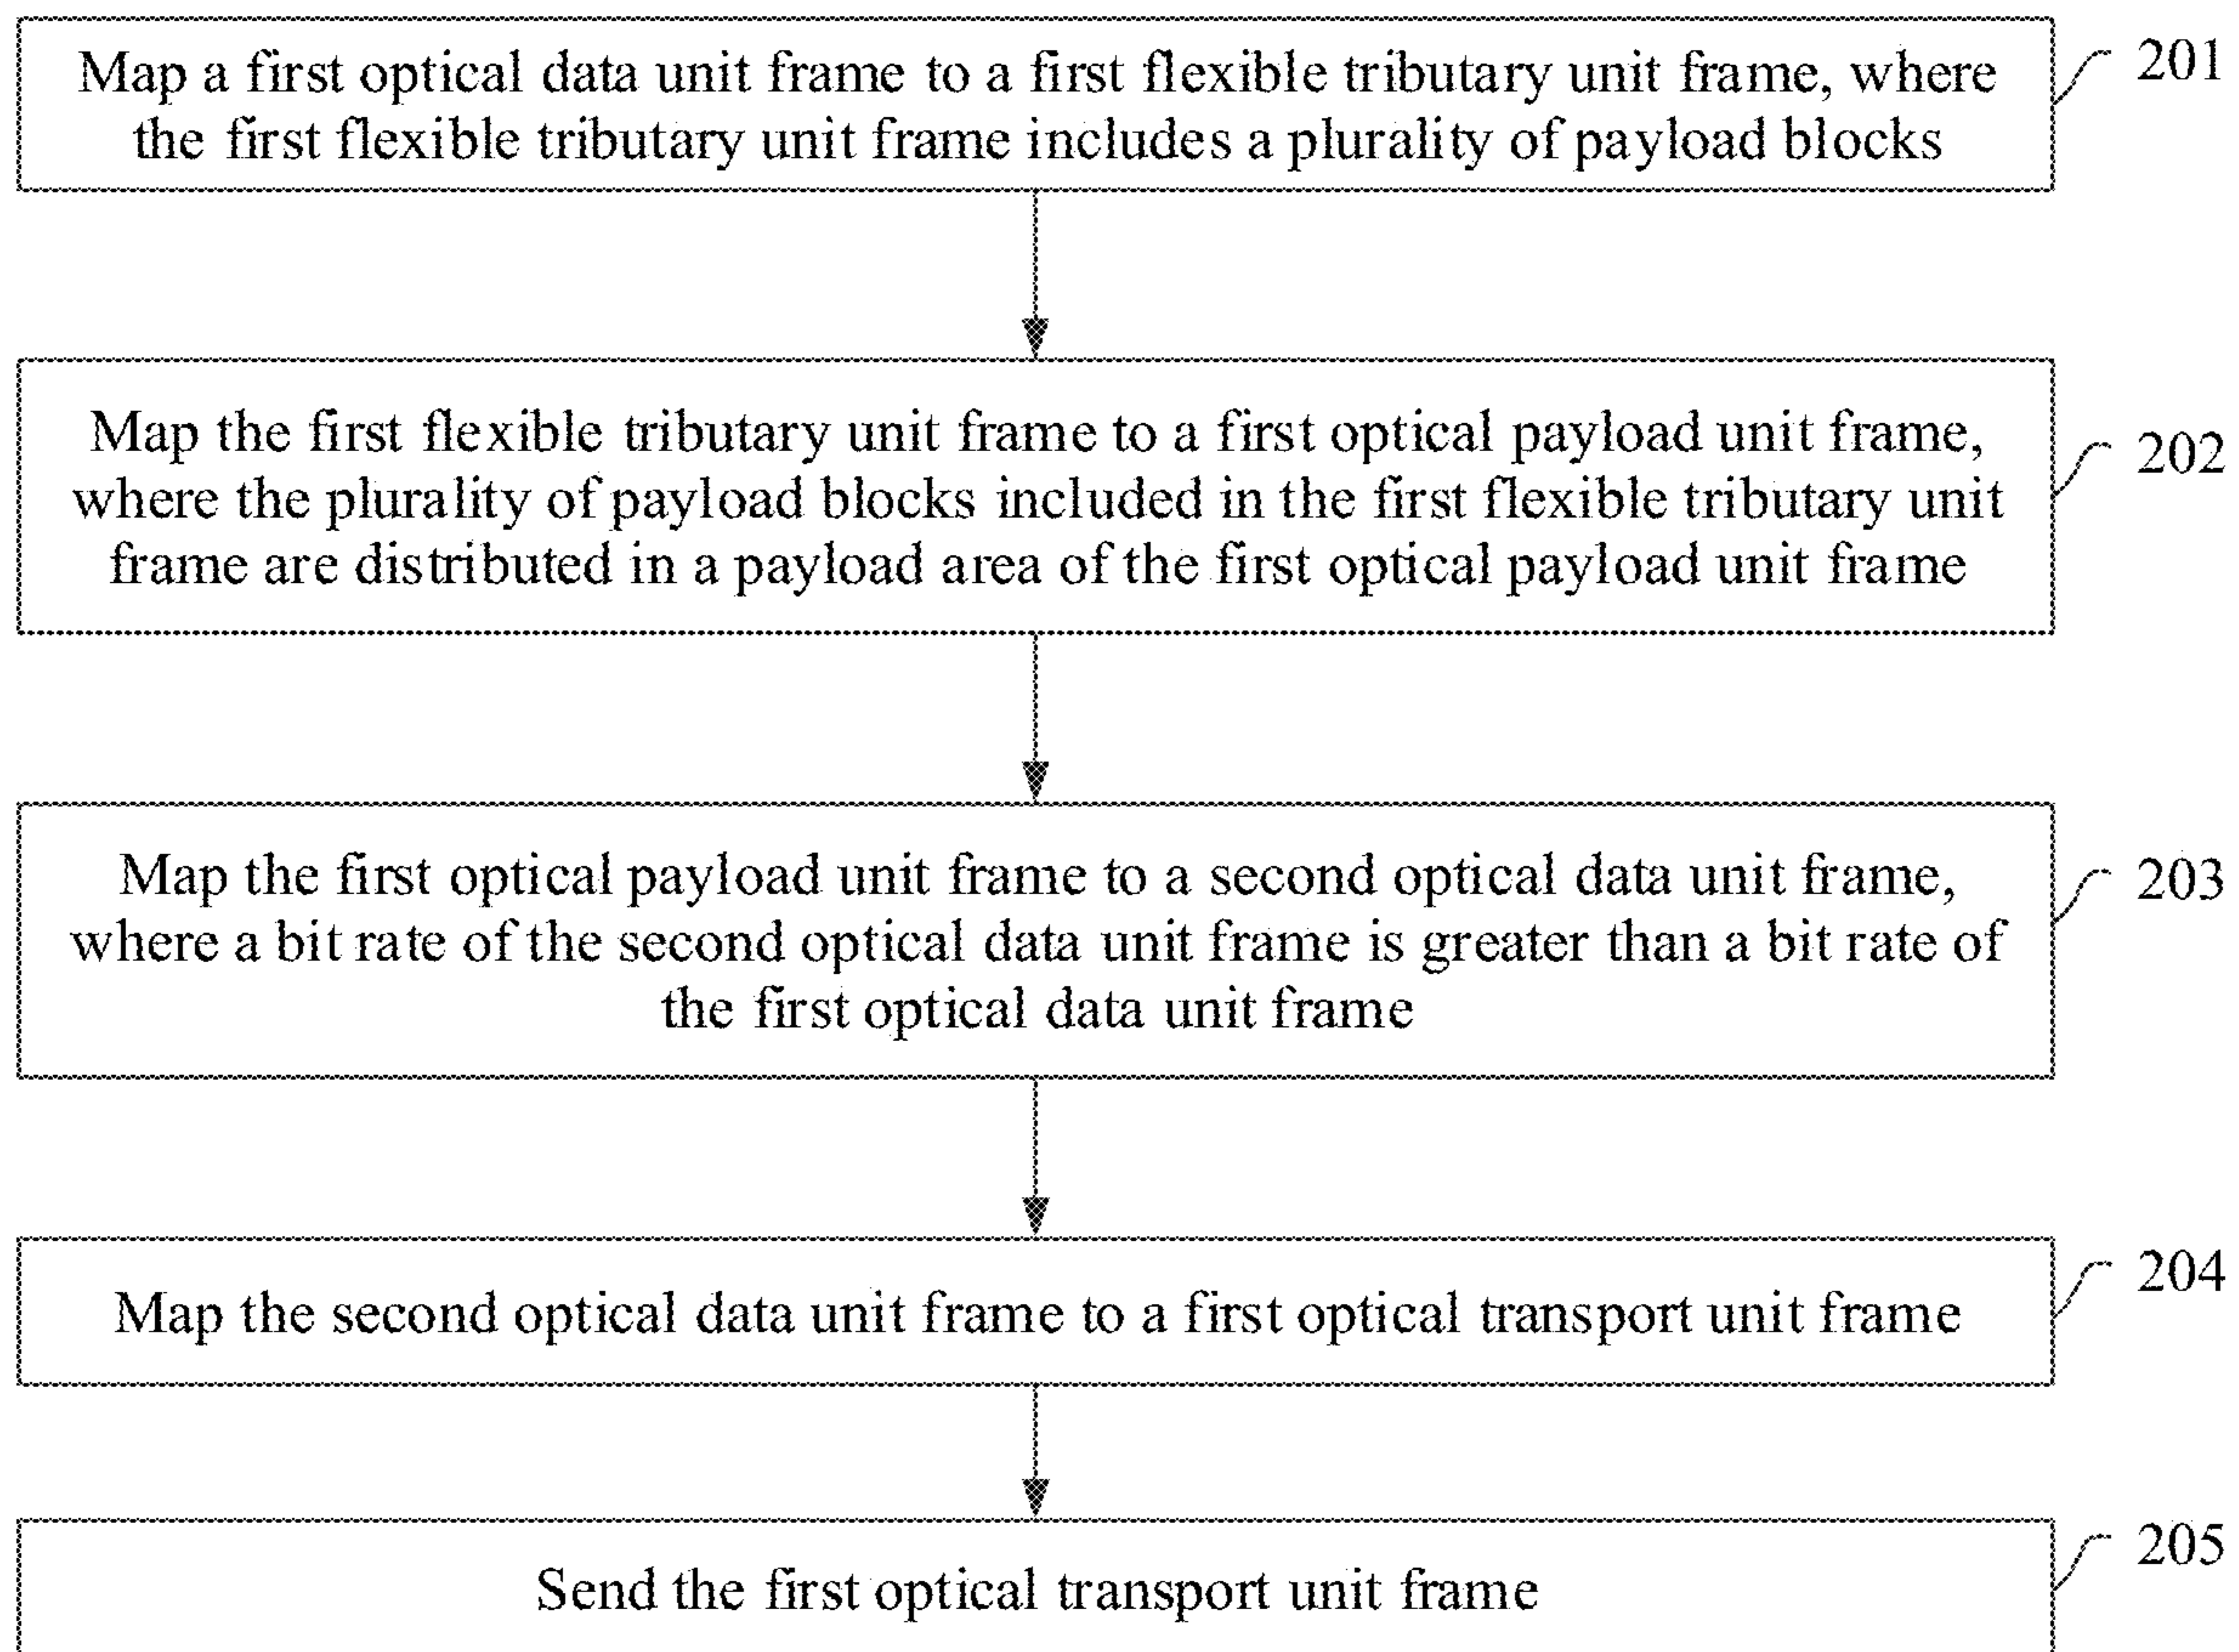 Map a first optical data unit frame to a first flexible tributary unit frame, where
the first flexible tributary unit frame includes a plurality of payload blocks
201
Map the first flexible tributary unit frame to a first optical payload unit frame,
where the plurality of payload blocks included in the first flexible tributary unit
frame are distributed in a payload area of the first optical payload unit frame
202
Map the first optical payload unit frame to a second optical data unit frame,
where a bit rate of the second optical data unit frame is greater than a bit rate of
the first optical data unit frame
203
Map the second optical data unit frame to a first optical transport unit frame
204
Send the first optical transport unit frame
205